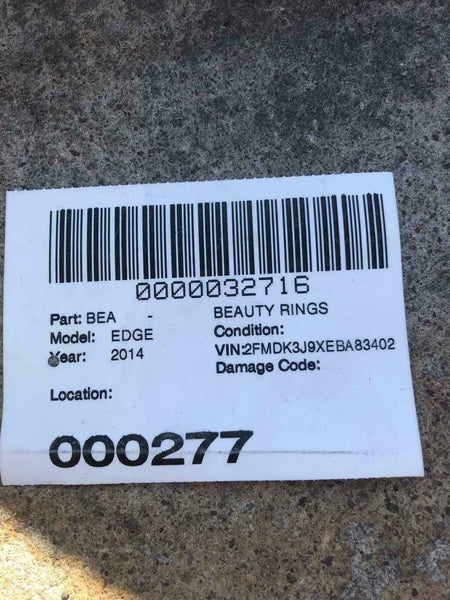 0000032716
Part: BEA - BEAUTY RINGS
Model: EDGE Condition:
Year: 2014 VIN:2FMDK3J9XEBA83402
Damage Code:
Location:
000277